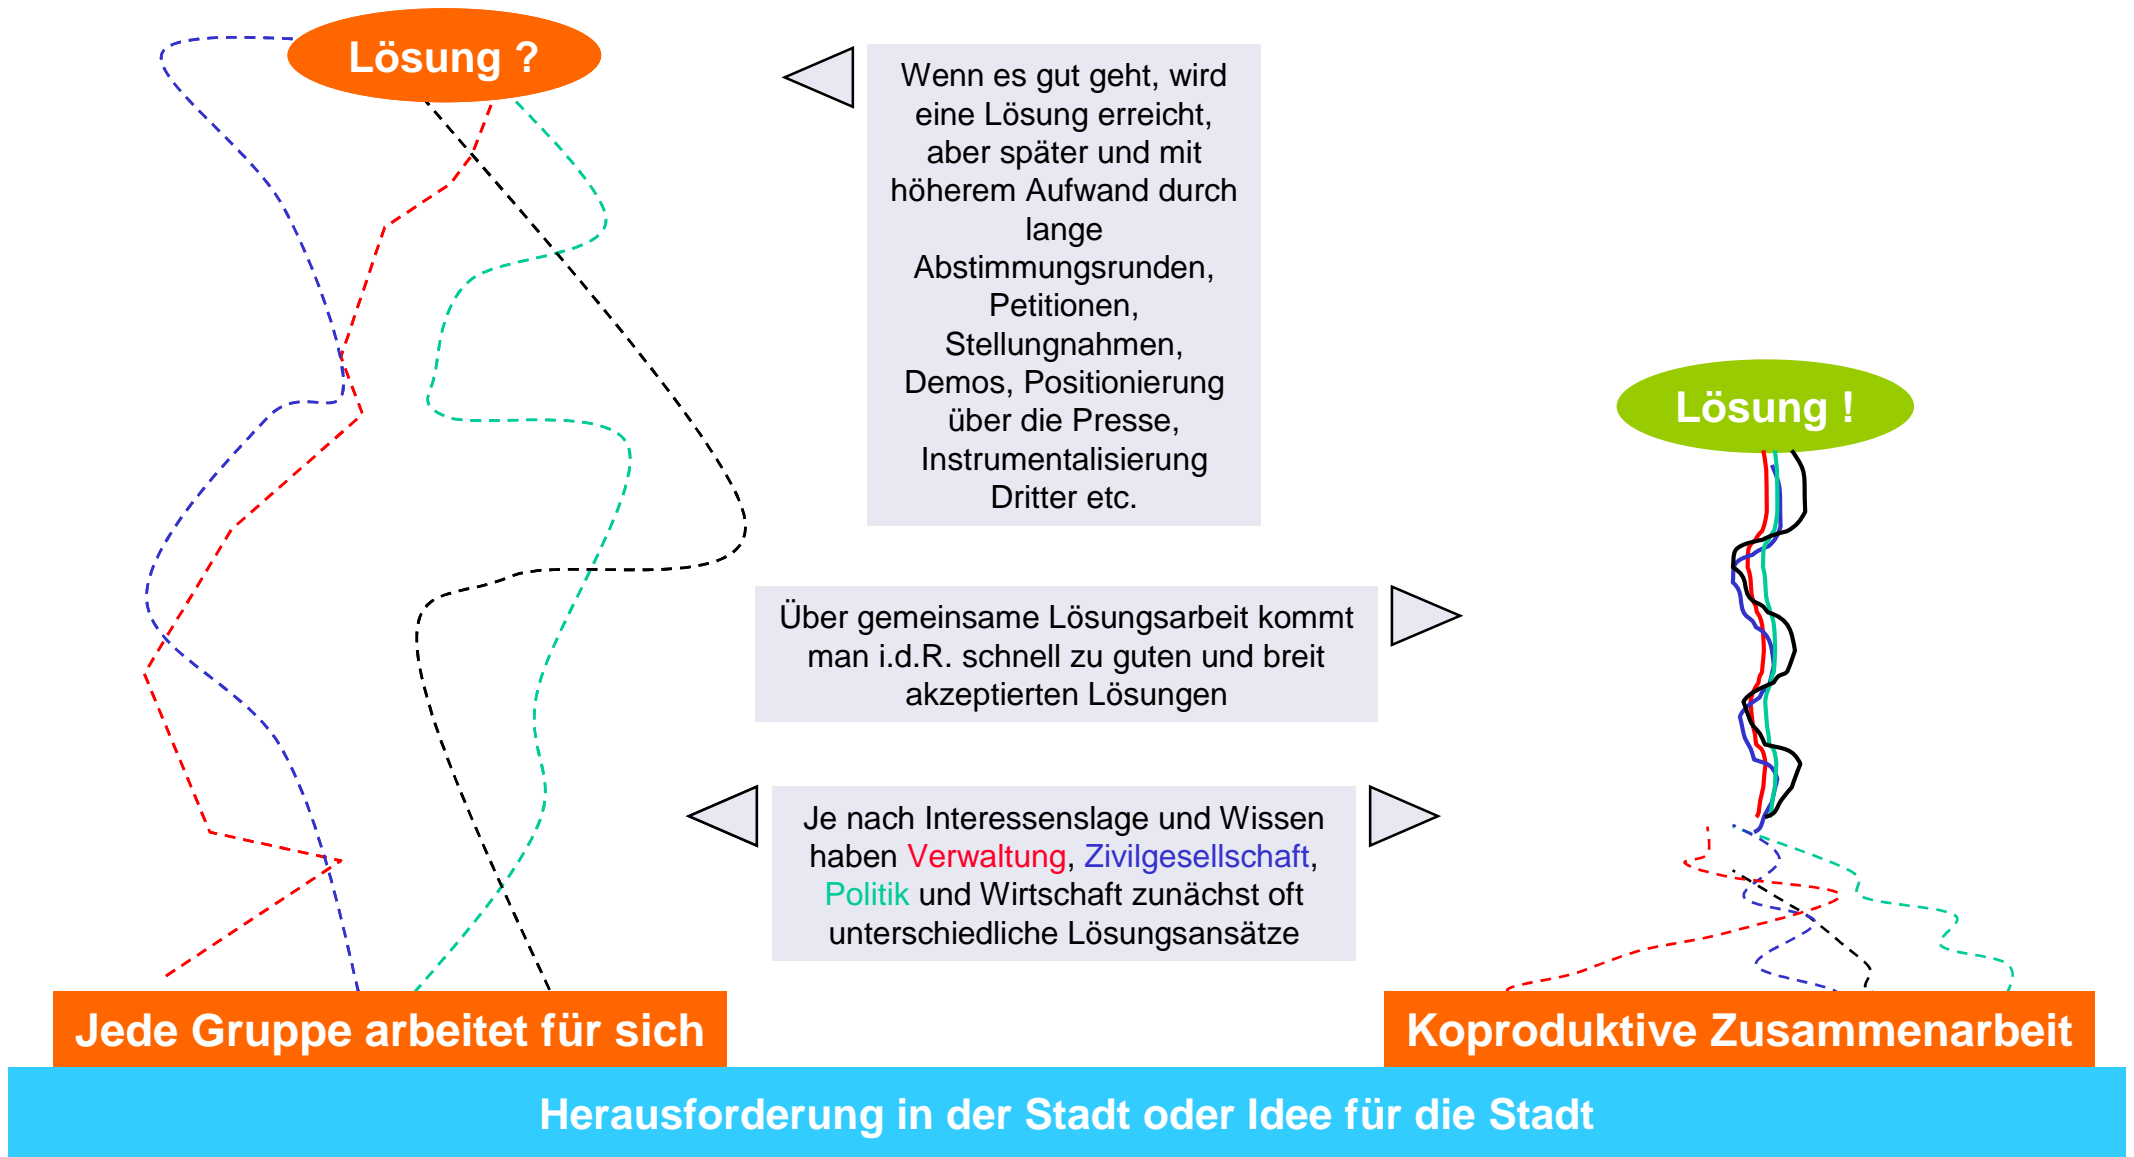 Lösung ?
Wenn es gut geht, wird
eine Lösung erreicht,
aber später und mit
höherem Aufwand durch
lange
Abstimmungsrunden,
Petitionen,
Stellungnahmen,
Demos, Positionierung
über die Presse,
Instrumentalisierung
Dritter etc.
Lösung !
Über gemeinsame Lösungsarbeit kommt
man i.d.R. schnell zu guten und breit
akzeptierten Lösungen
Je nach Interessenslage und Wissen
haben Verwaltung, Zivilgesellschaft,
Politik und Wirtschaft zunächst oft
unterschiedliche Lösungsansätze
Jede Gruppe arbeitet für sich
Koproduktive Zusammenarbeit
Herausforderung in der Stadt oder Idee für die Stadt